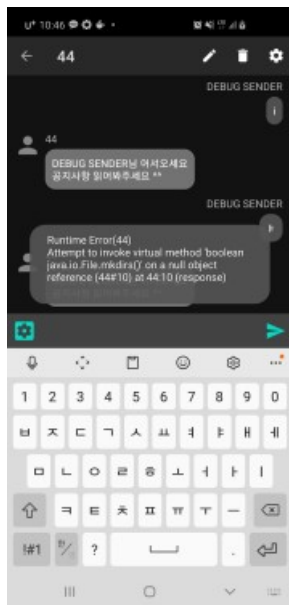 U+ 10:46
44
DEBUG SENDER
i
44
DEBUG SENDER님 어서오세요
공지사항 읽어봐주세요 ^^
DEBUG SENDER
Runtime Error(44)
Attempt to invoke virtual method 'boolean
java.io.File.mkdirs()' on a null object
reference (44#10) at 44:10 (response)
1 2 3 4 5 6 7 8 9 0
ㅂ ㅈ ㄷ ㄱ ㅅ ㅛ ㅕ ㅑ ㅐ ㅔ
ㅁ ㄴ ㅇ ㄹ ㅎ ㅗ ㅓ ㅏ ㅣ
ㅋ ㅌ ㅊ ㅍ ㅠ ㅜ ㅡ
!#1 한/ ? .